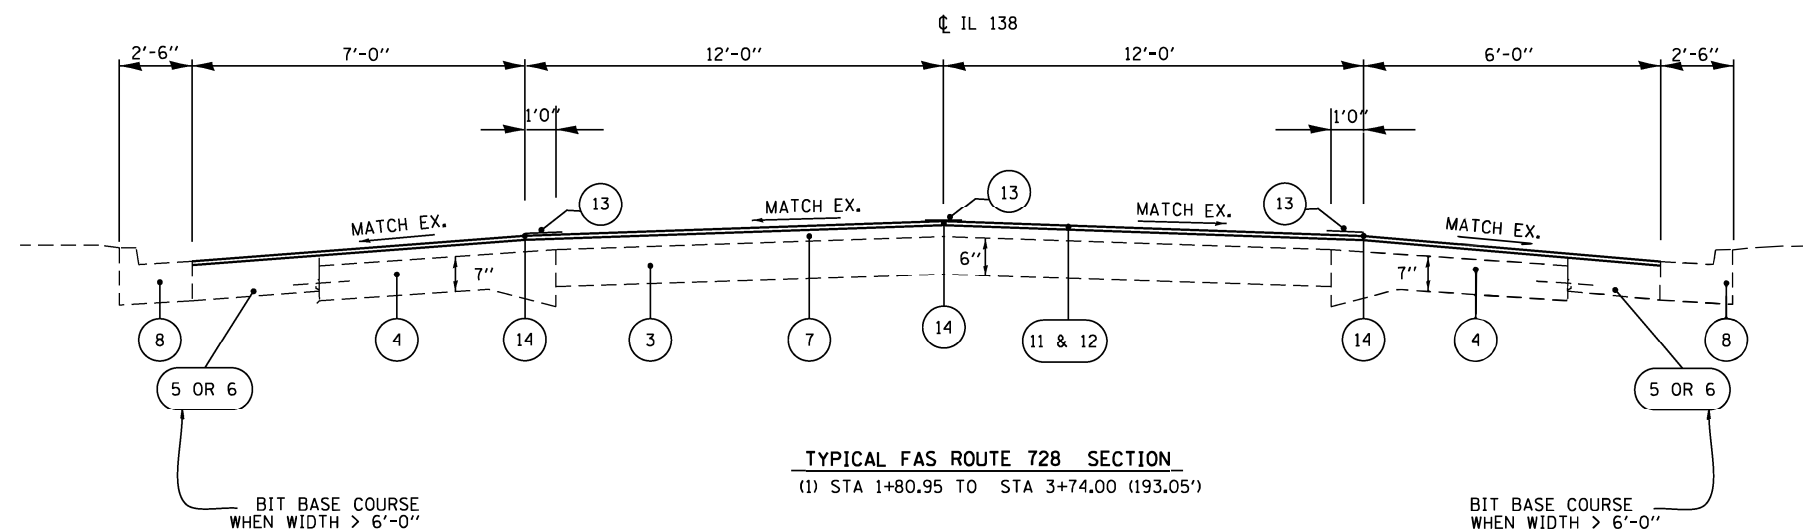 ℄ IL 138
2'-6"
7'-0"
12'-0"
12'-0'
6'-0"
2'-6"
1'0"
1'0"
13
13
13
MATCH EX.
MATCH EX.
MATCH EX.
MATCH EX.
7"
6"
7"
8
4
14
3
7
14
11 & 12
14
4
8
5 OR 6
5 OR 6
TYPICAL FAS ROUTE 728 SECTION
(1) STA 1+80.95 TO STA 3+74.00 (193.05')
BIT BASE COURSE
WHEN WIDTH > 6'-0"
BIT BASE COURSE
WHEN WIDTH > 6'-0"